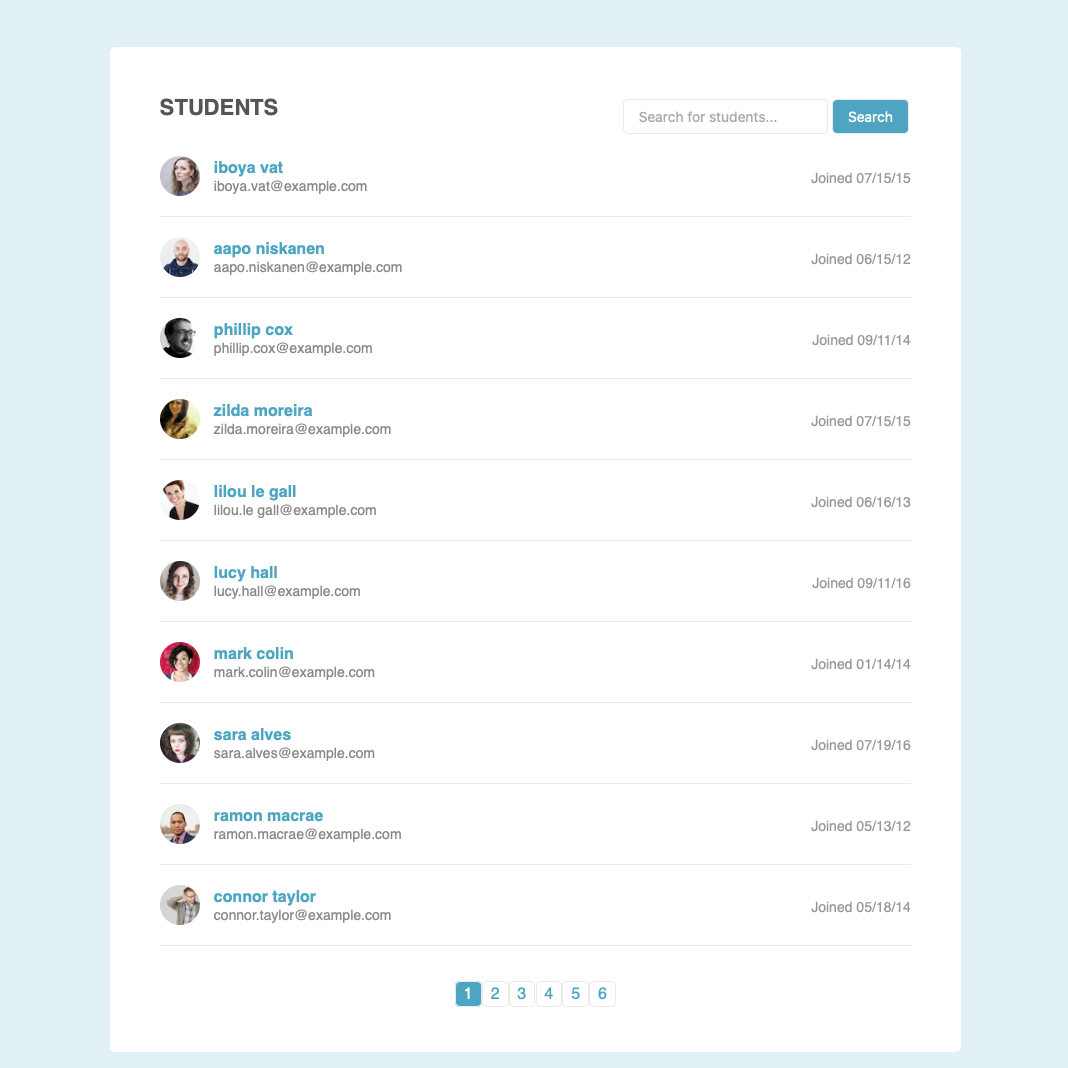 STUDENTS
Search for students...
Search
iboya vat
iboya.vat@example.com
Joined 07/15/15
aapo niskanen
aapo.niskanen@example.com
Joined 06/15/12
phillip cox
phillip.cox@example.com
Joined 09/11/14
zilda moreira
zilda.moreira@example.com
Joined 07/15/15
lilou le gall
lilou.le gall@example.com
Joined 06/16/13
lucy hall
lucy.hall@example.com
Joined 09/11/16
mark colin
mark.colin@example.com
Joined 01/14/14
sara alves
sara.alves@example.com
Joined 07/19/16
ramon macrae
ramon.macrae@example.com
Joined 05/13/12
connor taylor
connor.taylor@example.com
Joined 05/18/14
1 2 3 4 5 6